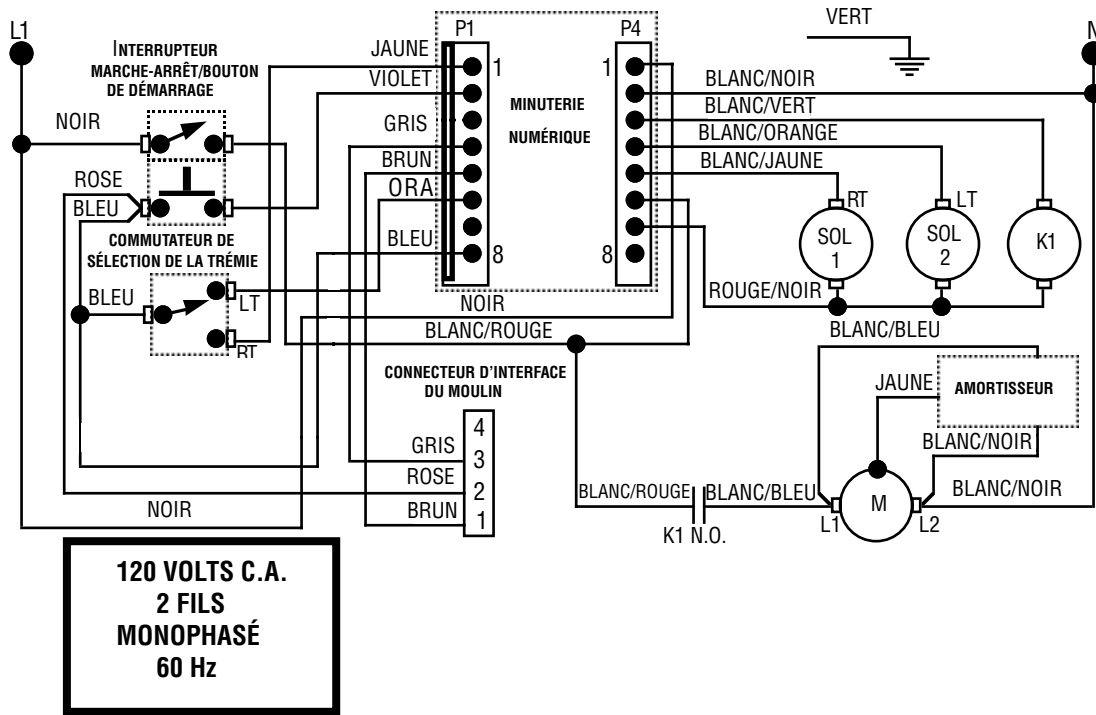 L1
INTERRUPTEUR
MARCHE-ARRÊT/BOUTON
DE DÉMARRAGE
NOIR
ROSE
BLEU
COMMUTATEUR DE
SÉLECTION DE LA TRÉMIE
BLEU
LT
RT
JAUNE
VIOLET
GRIS
BRUN
ORA
BLEU
P1
1
8
MINUTERIE
NUMÉRIQUE
P4
1
8
VERT
N
BLANC/NOIR
BLANC/VERT
BLANC/ORANGE
BLANC/JAUNE
RT
SOL
1
LT
SOL
2
K1
ROUGE/NOIR
NOIR
BLANC/ROUGE
BLANC/BLEU
CONNECTEUR D'INTERFACE
DU MOULIN
4
3
2
1
GRIS
ROSE
BRUN
NOIR
JAUNE
AMORTISSEUR
BLANC/NOIR
BLANC/ROUGE
BLANC/BLEU
K1 N.O.
L1
M
L2
BLANC/NOIR
120 VOLTS C.A.
2 FILS
MONOPHASÉ
60 Hz